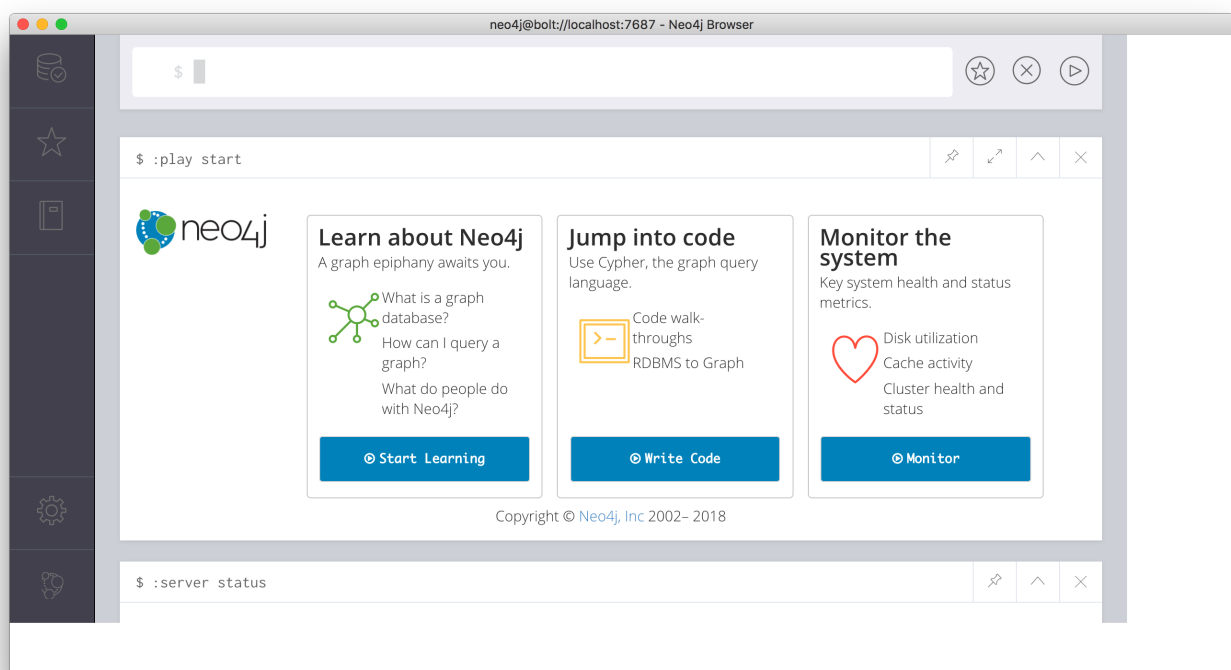 neo4j@bolt://localhost:7687 - Neo4j Browser
$
$ :play start
neo4j
Learn about Neo4j
A graph epiphany awaits you.
What is a graph
database?
How can I query a
graph?
What do people do
with Neo4j?
Start Learning
Jump into code
Use Cypher, the graph query
language.
Code walk-
throughs
RDBMS to Graph
Write Code
Monitor the
system
Key system health and status
metrics.
Disk utilization
Cache activity
Cluster health and
status
Monitor
Copyright © Neo4j, Inc 2002– 2018
$ :server status